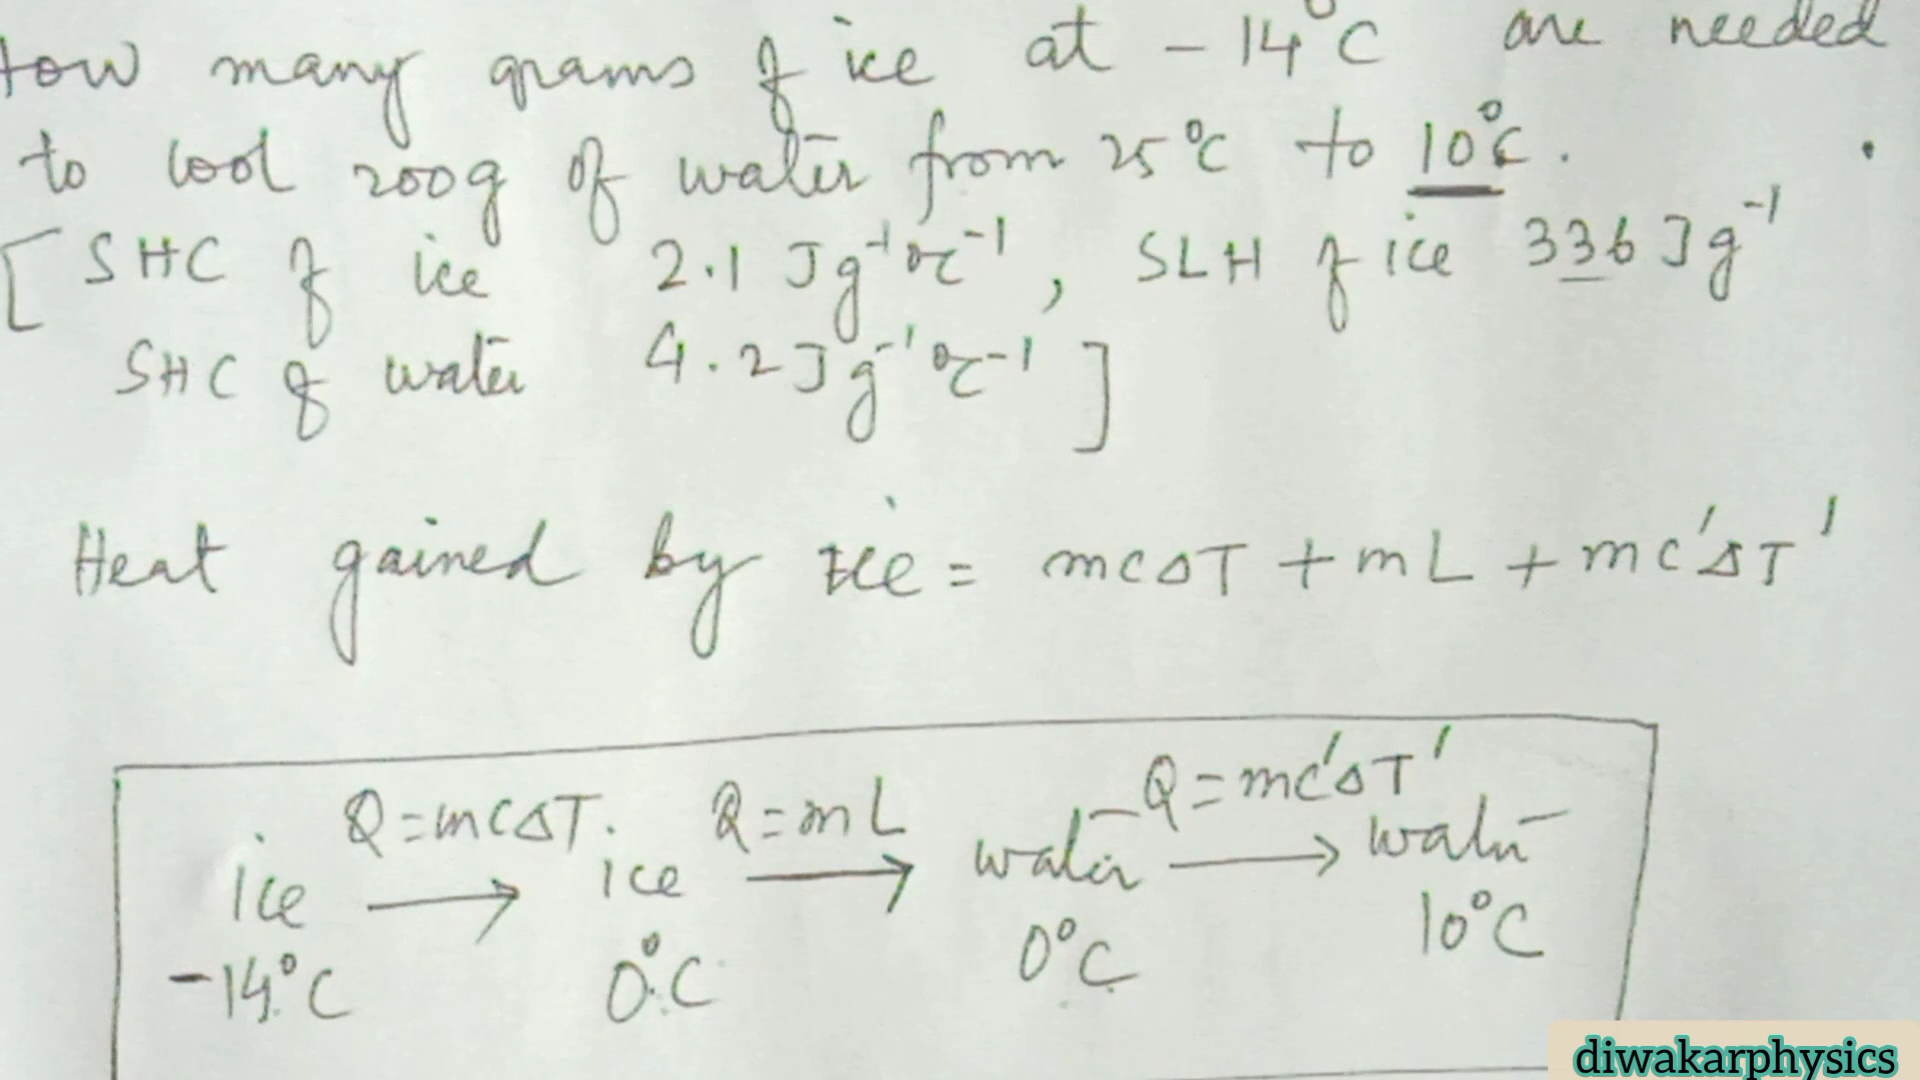 How many grams of ice at -14°C are needed
to cool 200g of water from 25°C to 10°C.
[SHC of ice 2.1 Jg⁻¹°C⁻¹, SLH of ice 336 Jg⁻¹
SHC of water 4.2 Jg⁻¹°C⁻¹]
Heat gained by ice = mcΔT + mL + mc'ΔT'
Q=mcΔT. Q=mL Q=mc'ΔT'
ice → ice → water → water
-14°C 0°C 0°C 10°C
diwakarphysics